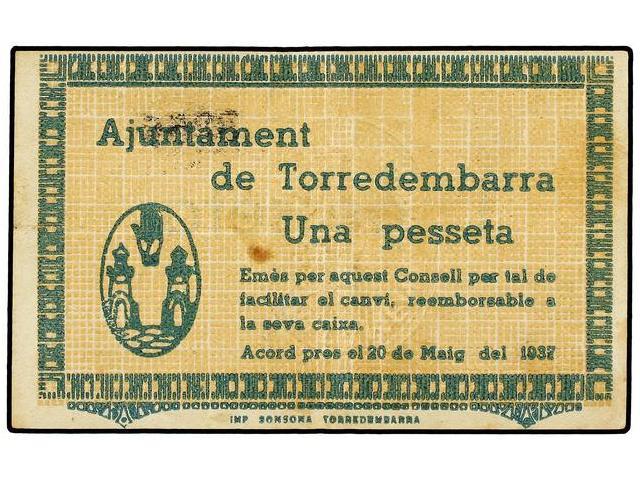 Ajuntament
de Torredembarra
Una pesseta
Emès per aquest Consell per tal de
facilitar el canvi, reemborsable a
la seva caixa.
Acord pres el 20 de Maig del 1937
IMP SONSONA TORREDEMBARRA